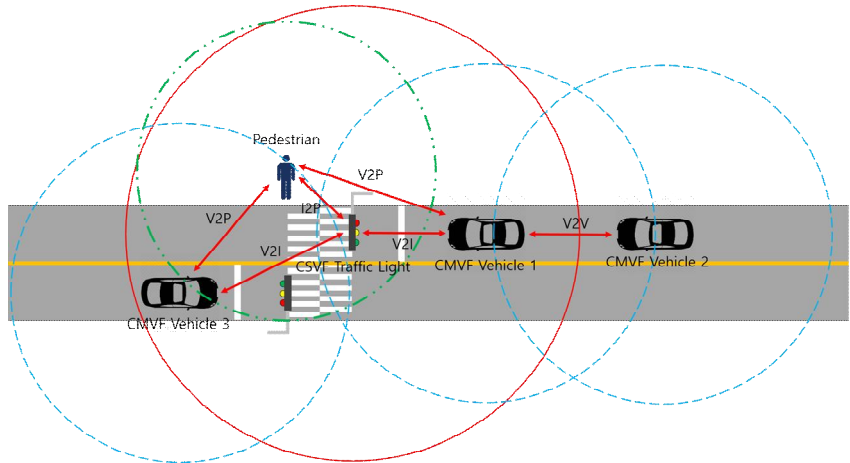 Pedestrian
V2P
I2P
V2P
V2I
V2I
V2V
CSVF Traffic Light
CMVF Vehicle 1
CMVF Vehicle 2
CMVF Vehicle 3